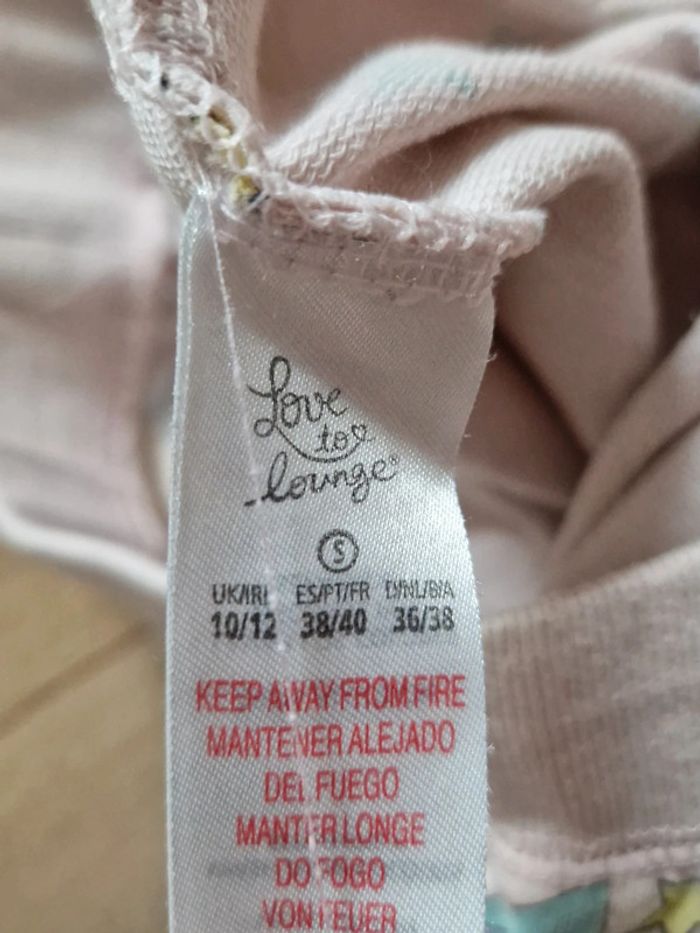 Love
to
lounge
S
UK/IRL ES/PT/FR D/NL/B/A
10/12 38/40 36/38
KEEP AWAY FROM FIRE
MANTENER ALEJADO
DEL FUEGO
MANTER LONGE
DO FOGO
VON FEUER